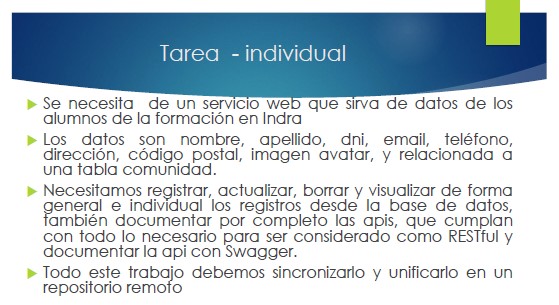 Tarea - individual
Se necesita de un servicio web que sirva de datos de los
alumnos de la formación en Indra
Los datos son nombre, apellido, dni, email, teléfono,
dirección, código postal, imagen avatar, y relacionada a
una tabla comunidad.
Necesitamos registrar, actualizar, borrar y visualizar de forma
general e individual los registros desde la base de datos,
también documentar por completo las apis, que cumplan
con todo lo necesario para ser considerado como RESTful y
documentar la api con Swagger.
Todo este trabajo debemos sincronizarlo y unificarlo en un
repositorio remoto